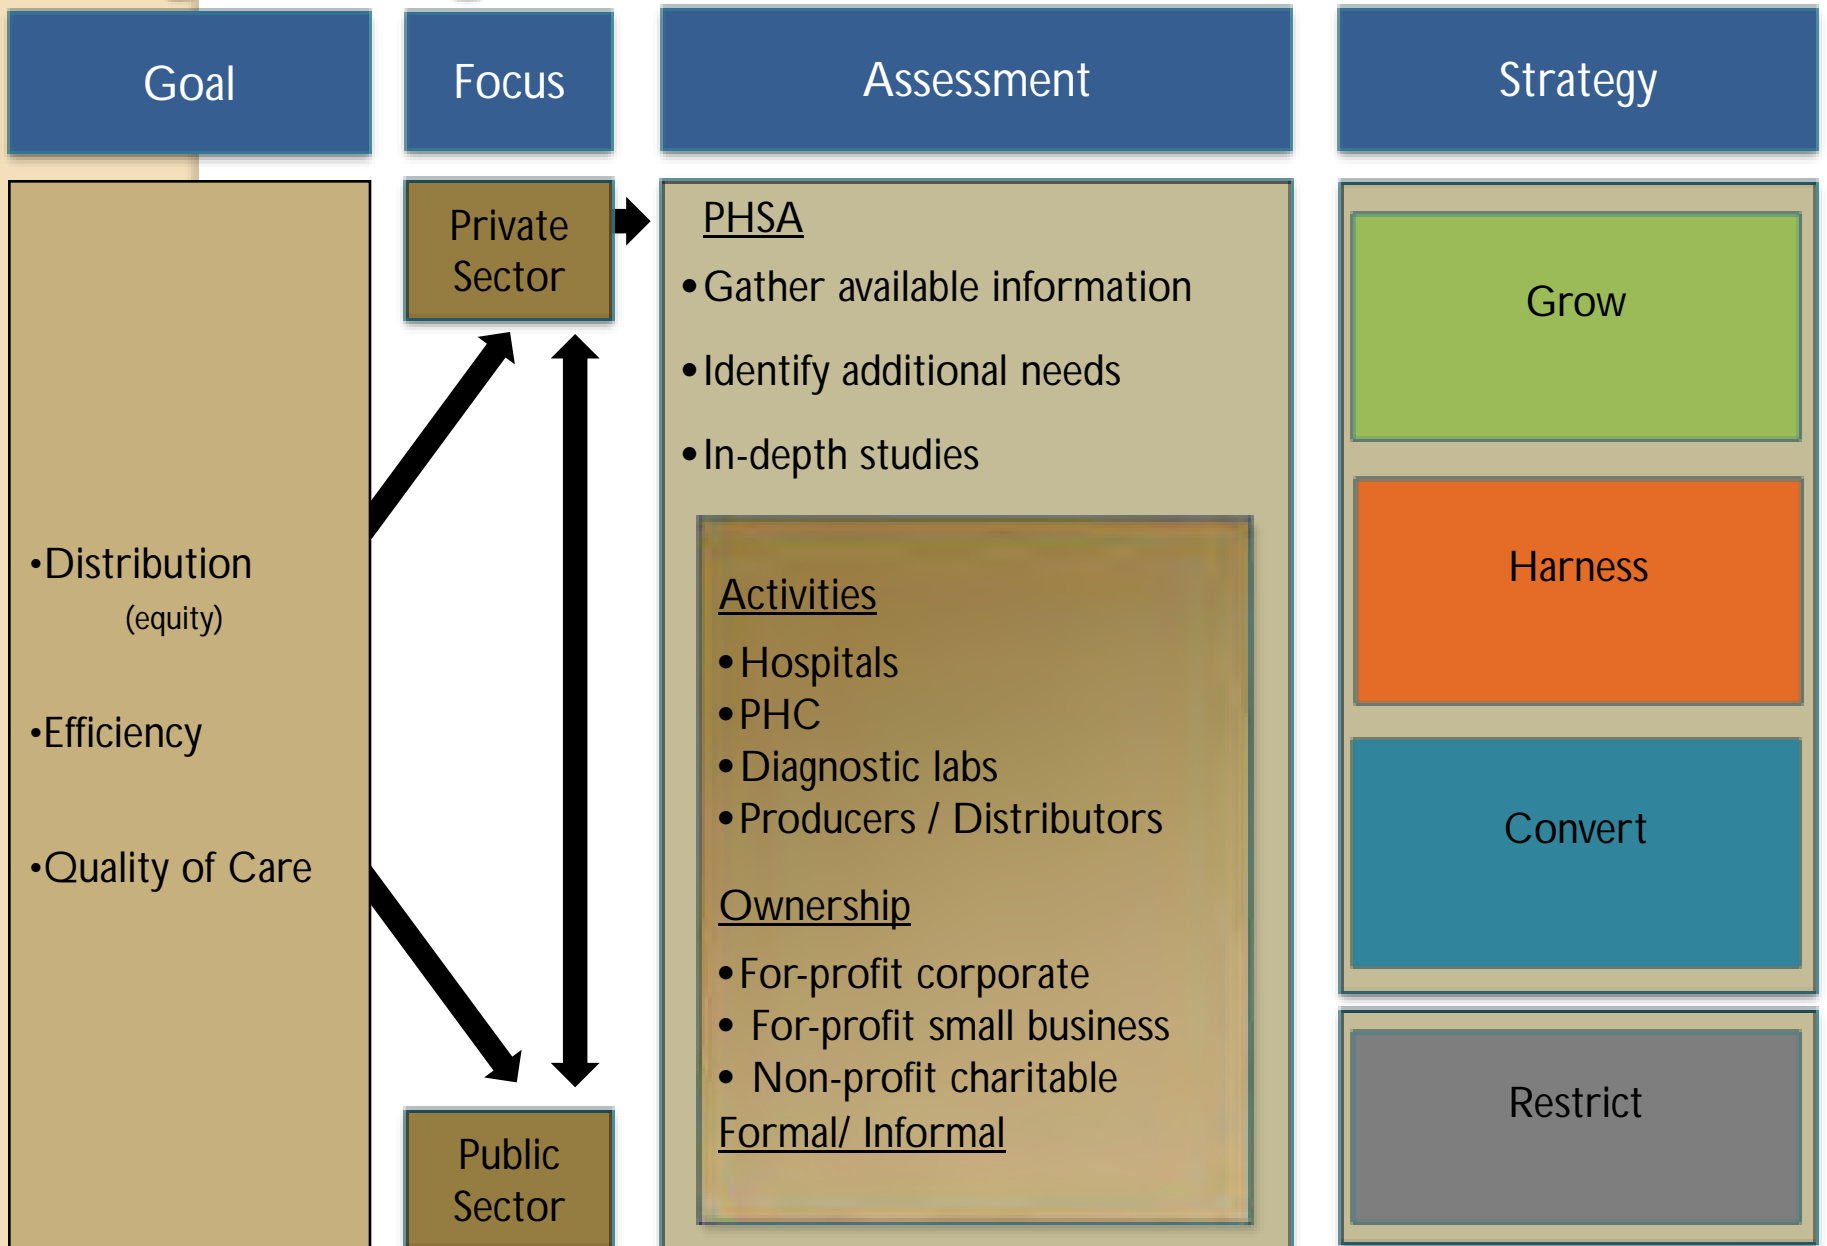 Goal
Focus
Assessment
Strategy
•Distribution
(equity)
•Efficiency
•Quality of Care
Private
Sector
Public
Sector
PHSA
•Gather available information
•Identify additional needs
•In-depth studies
Activities
•Hospitals
•PHC
•Diagnostic labs
•Producers / Distributors
Ownership
•For-profit corporate
• For-profit small business
• Non-profit charitable
Formal/ Informal
Grow
Harness
Convert
Restrict